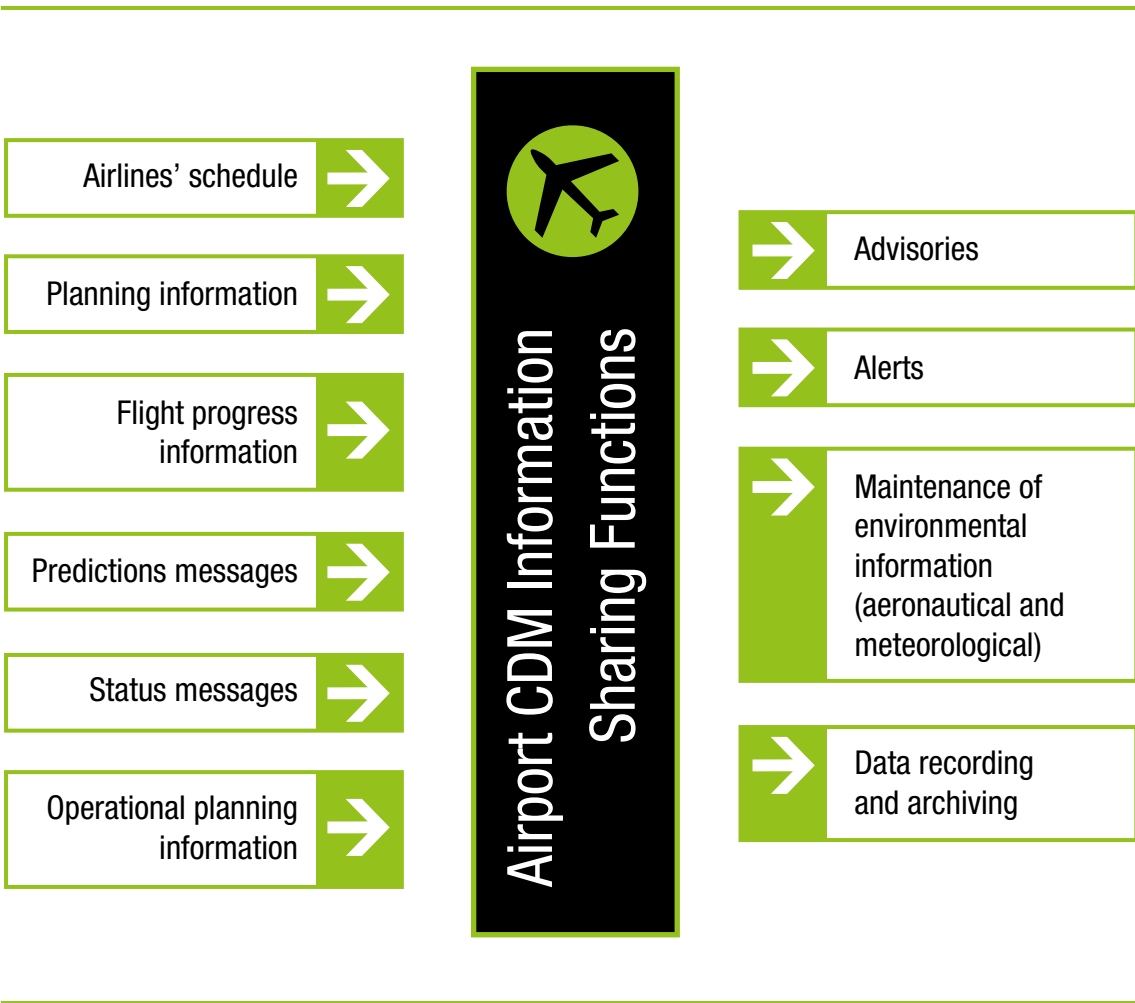 Airlines’ schedule
Planning information
Flight progress
information
Predictions messages
Status messages
Operational planning
information
Airport CDM Information
Sharing Functions
Advisories
Alerts
Maintenance of
environmental
information
(aeronautical and
meteorological)
Data recording
and archiving